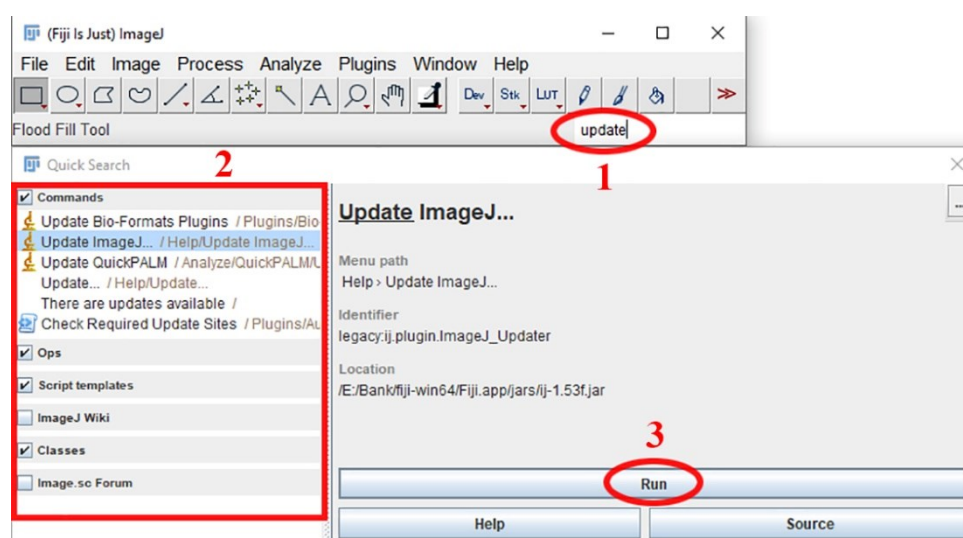 (Fiji Is Just) ImageJ
File Edit Image Process Analyze Plugins Window Help
Dev Stk LUT
Flood Fill Tool
update
1
Quick Search
2
Commands
Update Bio-Formats Plugins / Plugins/Bio
Update ImageJ... / Help/Update ImageJ...
Update QuickPALM / Analyze/QuickPALM/U
Update... / Help/Update...
There are updates available /
Check Required Update Sites / Plugins/Au
Ops
Script templates
ImageJ Wiki
Classes
Image.sc Forum
Update ImageJ...
...
Menu path
Help › Update ImageJ...
Identifier
legacy:ij.plugin.ImageJ_Updater
Location
/E:/Bank/fiji-win64/Fiji.app/jars/ij-1.53f.jar
3
Run
Help Source